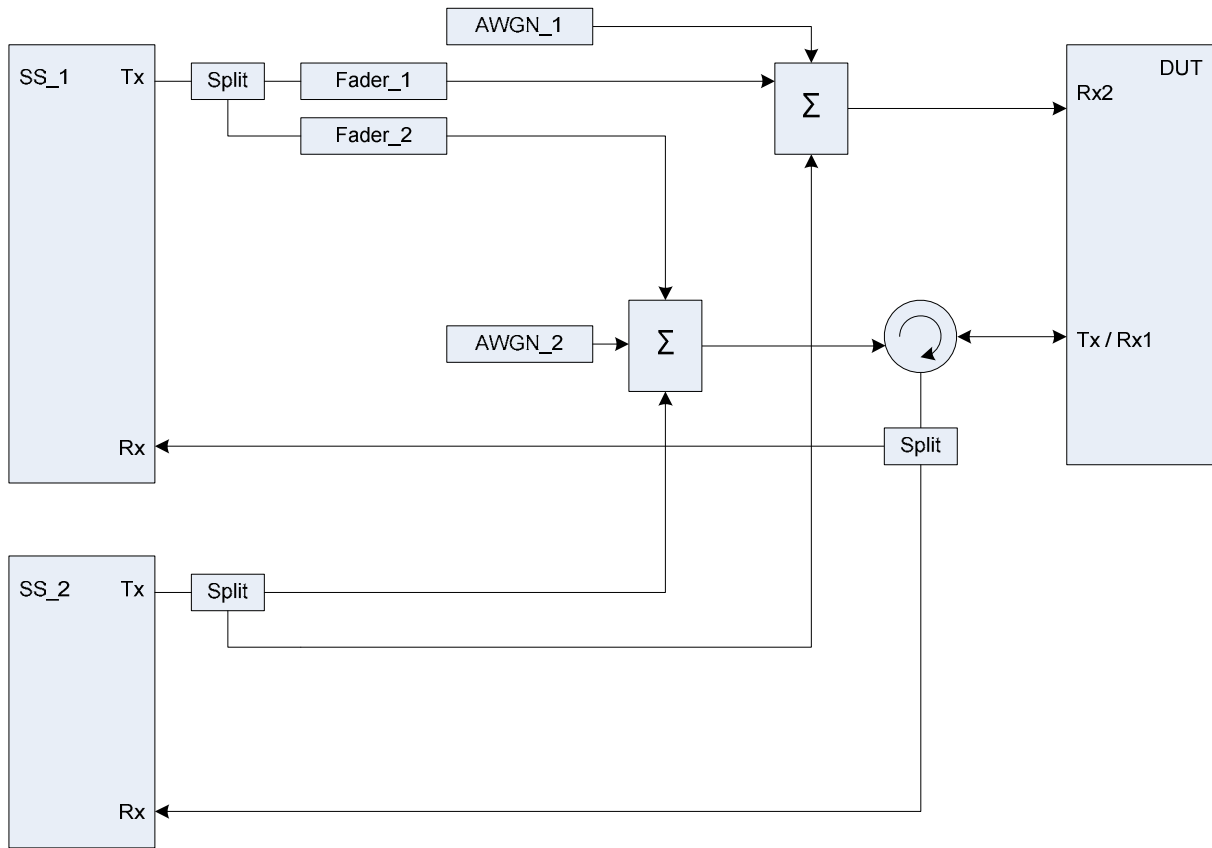 AWGN_1
SS_1
Tx
Split
Fader_1
Σ
DUT
Rx2
Fader_2
AWGN_2
Σ
Tx / Rx1
Rx
Split
SS_2
Tx
Split
Rx